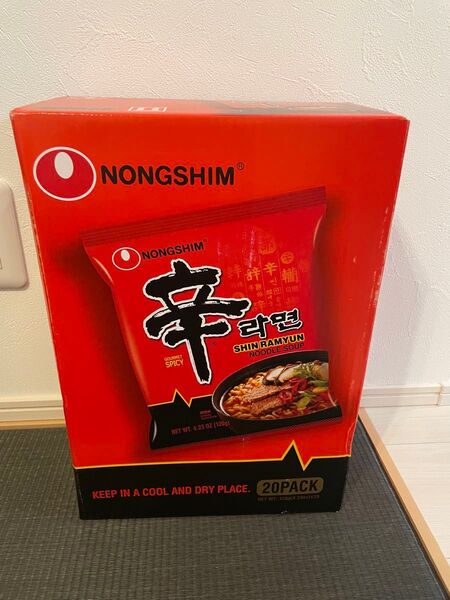 NONGSHIM®
NONGSHIM
辛
라면
SHIN RAMYUN
NOODLE SOUP
GOURMET
SPICY
NET WT. 4.23 OZ (120g)
KEEP IN A COOL AND DRY PLACE.
20PACK